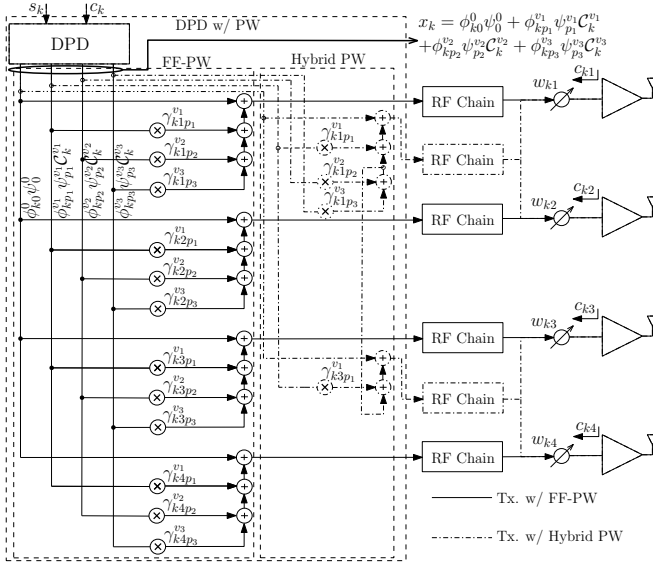 s_k c_k
DPD
DPD w/ PW
x_k = ϕ^0_{k0}ψ^0_0 + ϕ^{v_1}_{kp_1}ψ^{v_1}_{p_1}C^{v_1}_k
+ϕ^{v_2}_{kp_2}ψ^{v_2}_{p_2}C^{v_2}_k + ϕ^{v_3}_{kp_3}ψ^{v_3}_{p_3}C^{v_3}_k
FF-PW
Hybrid PW
ϕ^0_{k0}ψ^0_0
ϕ^{v_1}_{kp_1}ψ^{v_1}_{p_1}C^{v_1}_k
ϕ^{v_2}_{kp_2}ψ^{v_2}_{p_2}C^{v_2}_k
ϕ^{v_3}_{kp_3}ψ^{v_3}_{p_3}C^{v_3}_k
γ^{v_1}_{k1p_1}
γ^{v_2}_{k1p_2}
γ^{v_3}_{k1p_3}
γ^{v_1}_{k1p_1}
γ^{v_2}_{k1p_2}
γ^{v_3}_{k1p_3}
RF Chain
w_{k1}
c_{k1}
RF Chain
γ^{v_1}_{k2p_1}
γ^{v_2}_{k2p_2}
γ^{v_3}_{k2p_3}
RF Chain
w_{k2}
c_{k2}
γ^{v_1}_{k3p_1}
γ^{v_2}_{k3p_2}
γ^{v_3}_{k3p_3}
γ^{v_1}_{k3p_1}
RF Chain
w_{k3}
c_{k3}
RF Chain
γ^{v_1}_{k4p_1}
γ^{v_2}_{k4p_2}
γ^{v_3}_{k4p_3}
RF Chain
w_{k4}
c_{k4}
Tx. w/ FF-PW
Tx. w/ Hybrid PW